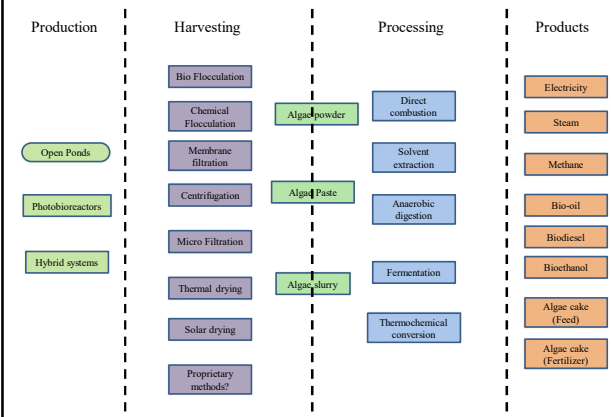 Production
Harvesting
Processing
Products
Open Ponds
Photobioreactors
Hybrid systems
Bio Flocculation
Chemical
Flocculation
Membrane
filtration
Centrifugation
Micro Filtration
Thermal drying
Solar drying
Proprietary
methods?
Algae powder
Algae Paste
Algae slurry
Direct
combustion
Solvent
extraction
Anaerobic
digestion
Fermentation
Thermochemical
conversion
Electricity
Steam
Methane
Bio-oil
Biodiesel
Bioethanol
Algae cake
(Feed)
Algae cake
(Fertilizer)